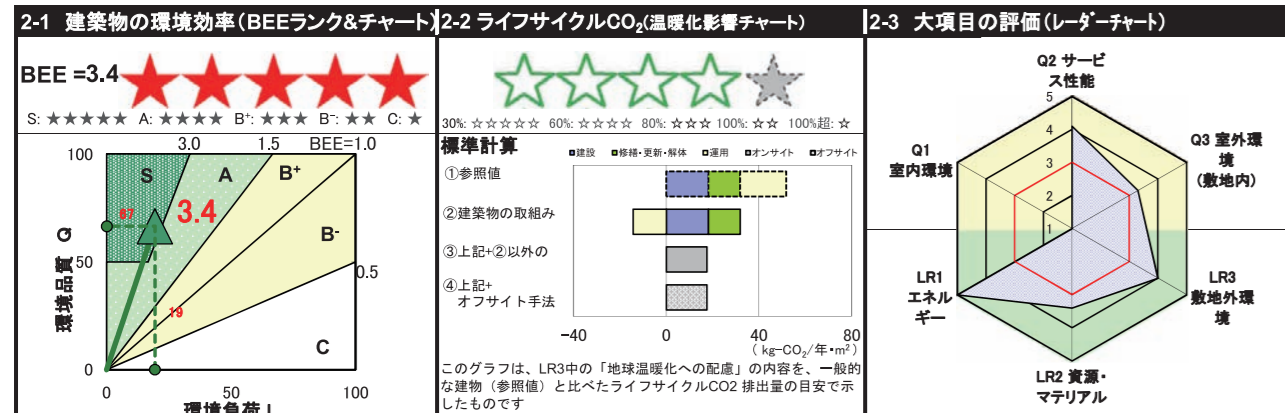 2-1 建築物の環境効率(BEEランク&チャート)
BEE =3.4
S: ★★★★★ A: ★★★★ B⁺: ★★★ B⁻: ★★ C: ★
3.0 1.5 BEE=1.0
100
S
A
B⁺
67
3.4
B⁻
環境品質 Q
50
0.5
19
C
0
0 50 100
環境負荷 L
2-2 ライフサイクルCO₂(温暖化影響チャート)
30%: ☆☆☆☆☆ 60%: ☆☆☆☆ 80%: ☆☆☆ 100%: ☆☆ 100%超: ☆
標準計算
■建設 ■修繕・更新・解体 □運用 ■オンサイト ■オフサイト
①参照値
②建築物の取組み
③上記+②以外の
④上記+
オフサイト手法
-40 0 40 80
( kg-CO₂/年・m²)
このグラフは、LR3中の「地球温暖化への配慮」の内容を、一般的
な建物(参照値)と比べたライフサイクルCO2 排出量の目安で示
したものです
2-3 大項目の評価(レーダーチャート)
Q2 サービ
ス性能
5
4
3
2
1
Q1
室内環境
Q3 室外環
境
(敷地内)
LR1
エネル
ギー
LR3
敷地外環
境
LR2 資源・
マテリアル